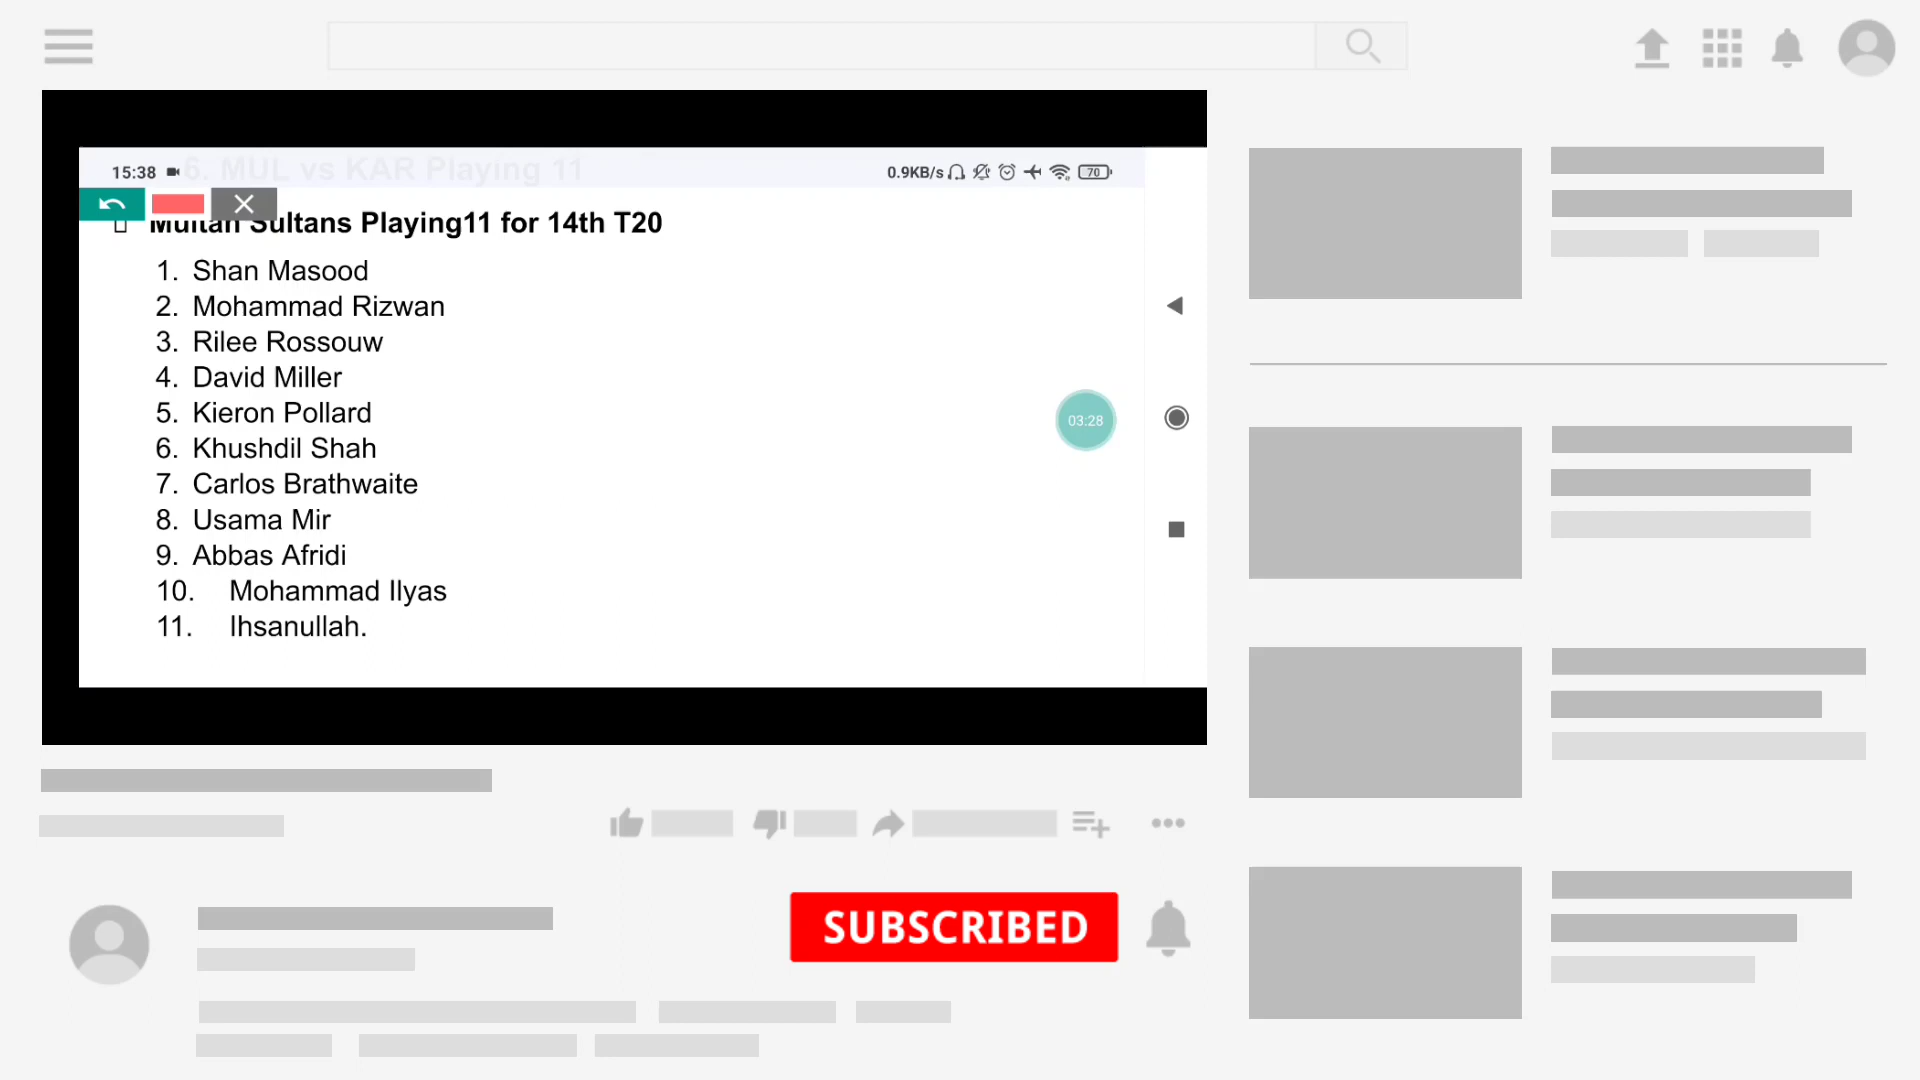 15:38
6. MUL vs KAR Playing 11
0.9KB/s
70
Multan Sultans Playing11 for 14th T20
1. Shan Masood
2. Mohammad Rizwan
3. Rilee Rossouw
4. David Miller
5. Kieron Pollard
03:28
6. Khushdil Shah
7. Carlos Brathwaite
8. Usama Mir
9. Abbas Afridi
10. Mohammad Ilyas
11. Ihsanullah.
SUBSCRIBED